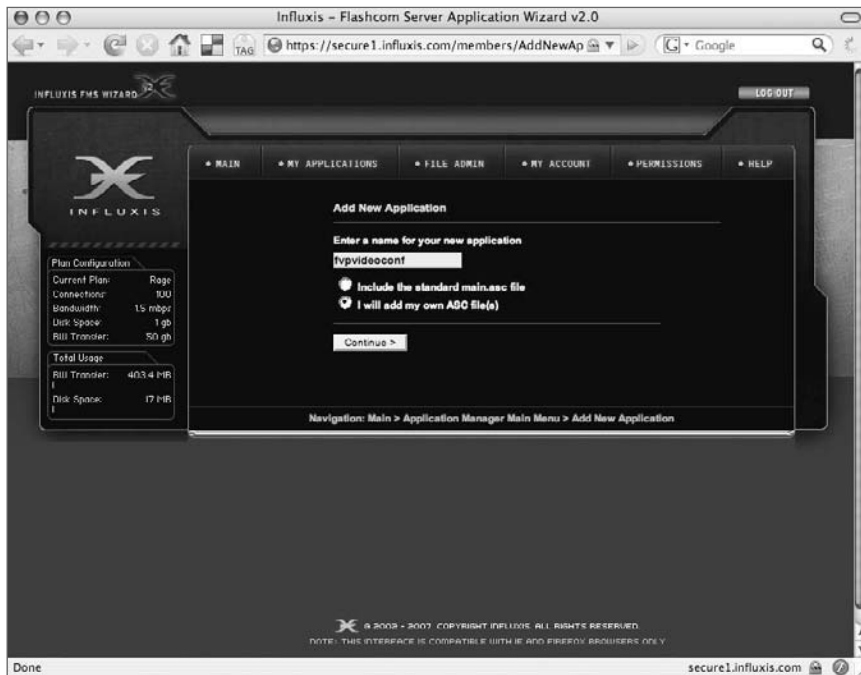 Influxis – Flashcom Server Application Wizard v2.0
TAG
https://secure1.influxis.com/members/AddNewAp
G
Google
INFLUXIS FMS WIZARD V2
LOG OUT
MAIN
MY APPLICATIONS
FILE ADMIN
MY ACCOUNT
PERMISSIONS
HELP
INFLUXIS
Add New Application
Enter a name for your new application
fvpvideoconf
Include the standard main.asc file
I will add my own ASC file(s)
Continue >
Plan Configuration
Current Plan: Rage
Connections: 100
Bandwidth: 1.5 mbps
Disk Space: 1 gb
Bill Transfer: 50 gb
Total Usage
Bill Transfer: 403.4 MB
Disk Space: 17 MB
Navigation: Main > Application Manager Main Menu > Add New Application
© 2002 - 2007 COPYRIGHT INFLUXIS. ALL RIGHTS RESERVED.
NOTE: THIS INTERFACE IS COMPATIBLE WITH IE AND FIREFOX BROWSERS ONLY
Done
secure1.influxis.com